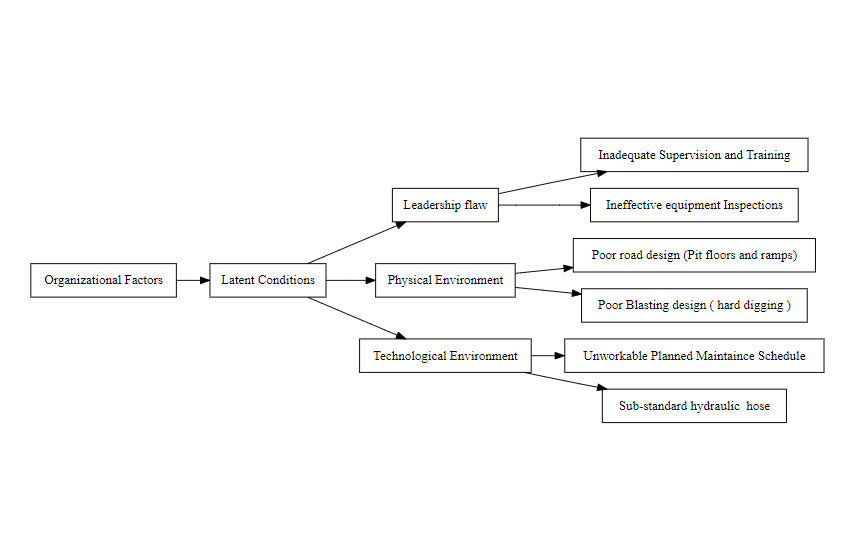 Organizational Factors
Latent Conditions
Leadership flaw
Inadequate Supervision and Training
Ineffective equipment Inspections
Physical Environment
Poor road design (Pit floors and ramps)
Poor Blasting design ( hard digging )
Technological Environment
Unworkable Planned Maintaince Schedule
Sub-standard hydraulic  hose